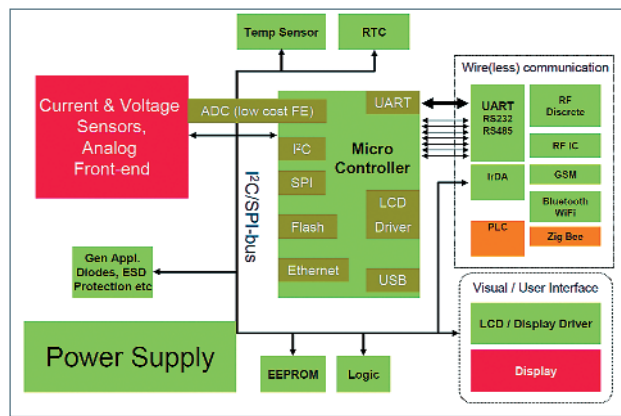 Temp Sensor
RTC
Wire(less) communication
Current & Voltage
Sensors,
Analog
Front-end
ADC (low cost FE)
UART
UART
RS232
RS485
RF
Discrete
RF IC
I²C
Micro
Controller
SPI
IrDA
GSM
I²C/SPI-bus
LCD
Driver
Bluetooth
WiFi
Flash
PLC
Zig Bee
Gen Appl.
Diodes, ESD
Protection etc
Ethernet
USB
Visual / User Interface
LCD / Display Driver
Power Supply
EEPROM
Logic
Display